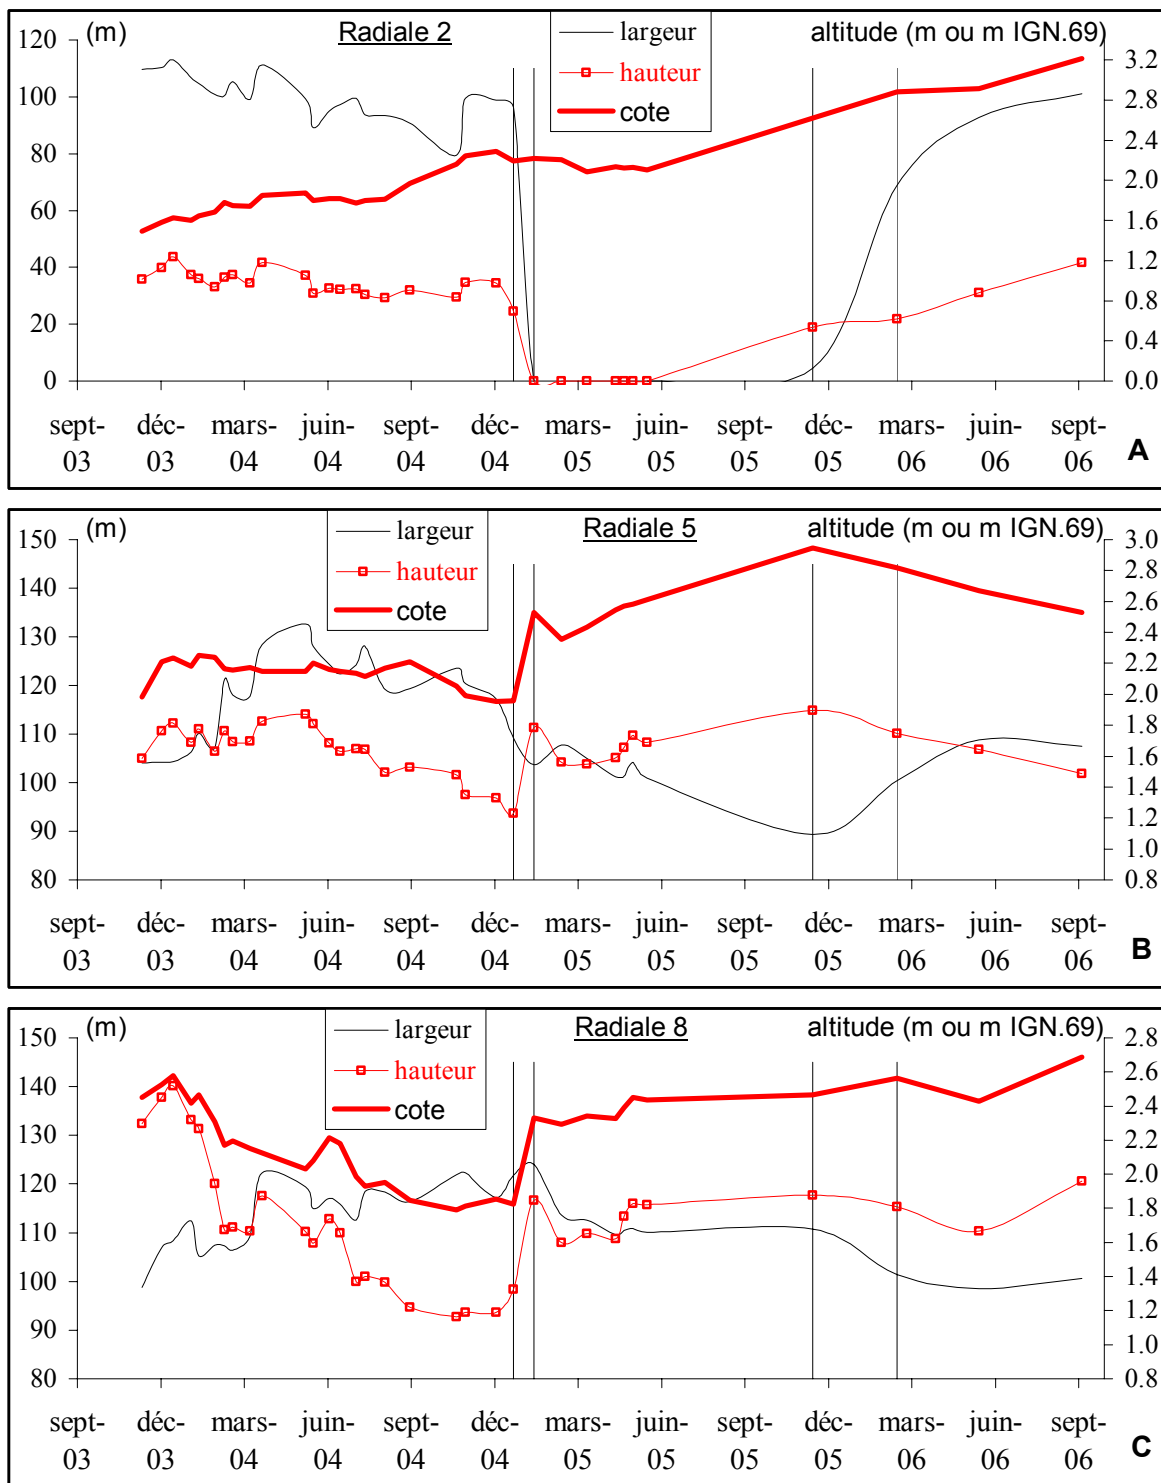 (m)
Radiale 2
largeur
hauteur
cote
altitude (m ou m IGN.69)
120
100
80
60
40
20
0
3.2
2.8
2.4
2.0
1.6
1.2
0.8
0.4
0.0
sept-03
déc-03
mars-04
juin-04
sept-04
déc-04
mars-05
juin-05
sept-05
déc-05
mars-06
juin-06
sept-06
A
(m)
largeur
hauteur
cote
Radiale 5
altitude (m ou m IGN.69)
150
140
130
120
110
100
90
80
3.0
2.8
2.6
2.4
2.2
2.0
1.8
1.6
1.4
1.2
1.0
0.8
sept-03
déc-03
mars-04
juin-04
sept-04
déc-04
mars-05
juin-05
sept-05
déc-05
mars-06
juin-06
sept-06
B
(m)
largeur
hauteur
cote
Radiale 8
altitude (m ou m IGN.69)
150
140
130
120
110
100
90
80
2.8
2.6
2.4
2.2
2.0
1.8
1.6
1.4
1.2
1.0
0.8
sept-03
déc-03
mars-04
juin-04
sept-04
déc-04
mars-05
juin-05
sept-05
déc-05
mars-06
juin-06
sept-06
C